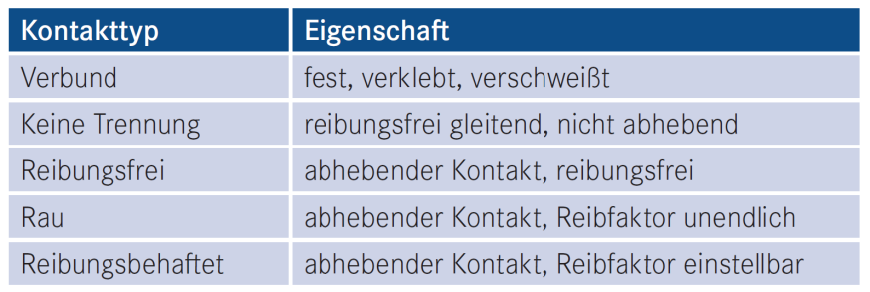 Kontakttyp Eigenschaft
Verbund fest, verklebt, verschweißt
Keine Trennung reibungsfrei gleitend, nicht abhebend
Reibungsfrei abhebender Kontakt, reibungsfrei
Rau abhebender Kontakt, Reibfaktor unendlich
Reibungsbehaftet abhebender Kontakt, Reibfaktor einstellbar